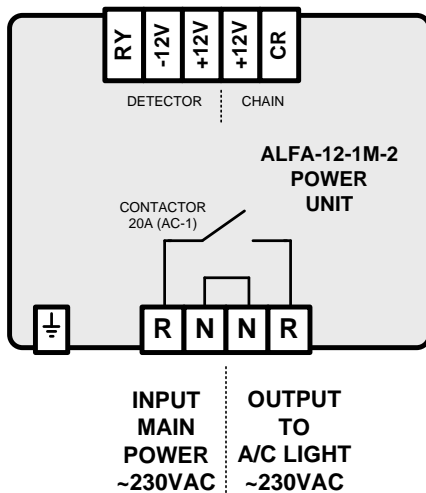 RY -12V +12V +12V CR
DETECTOR CHAIN
ALFA-12-1M-2
POWER
UNIT
CONTACTOR
20A (AC-1)
R N N R
INPUT
MAIN
POWER
~230VAC
OUTPUT
TO
A/C LIGHT
~230VAC